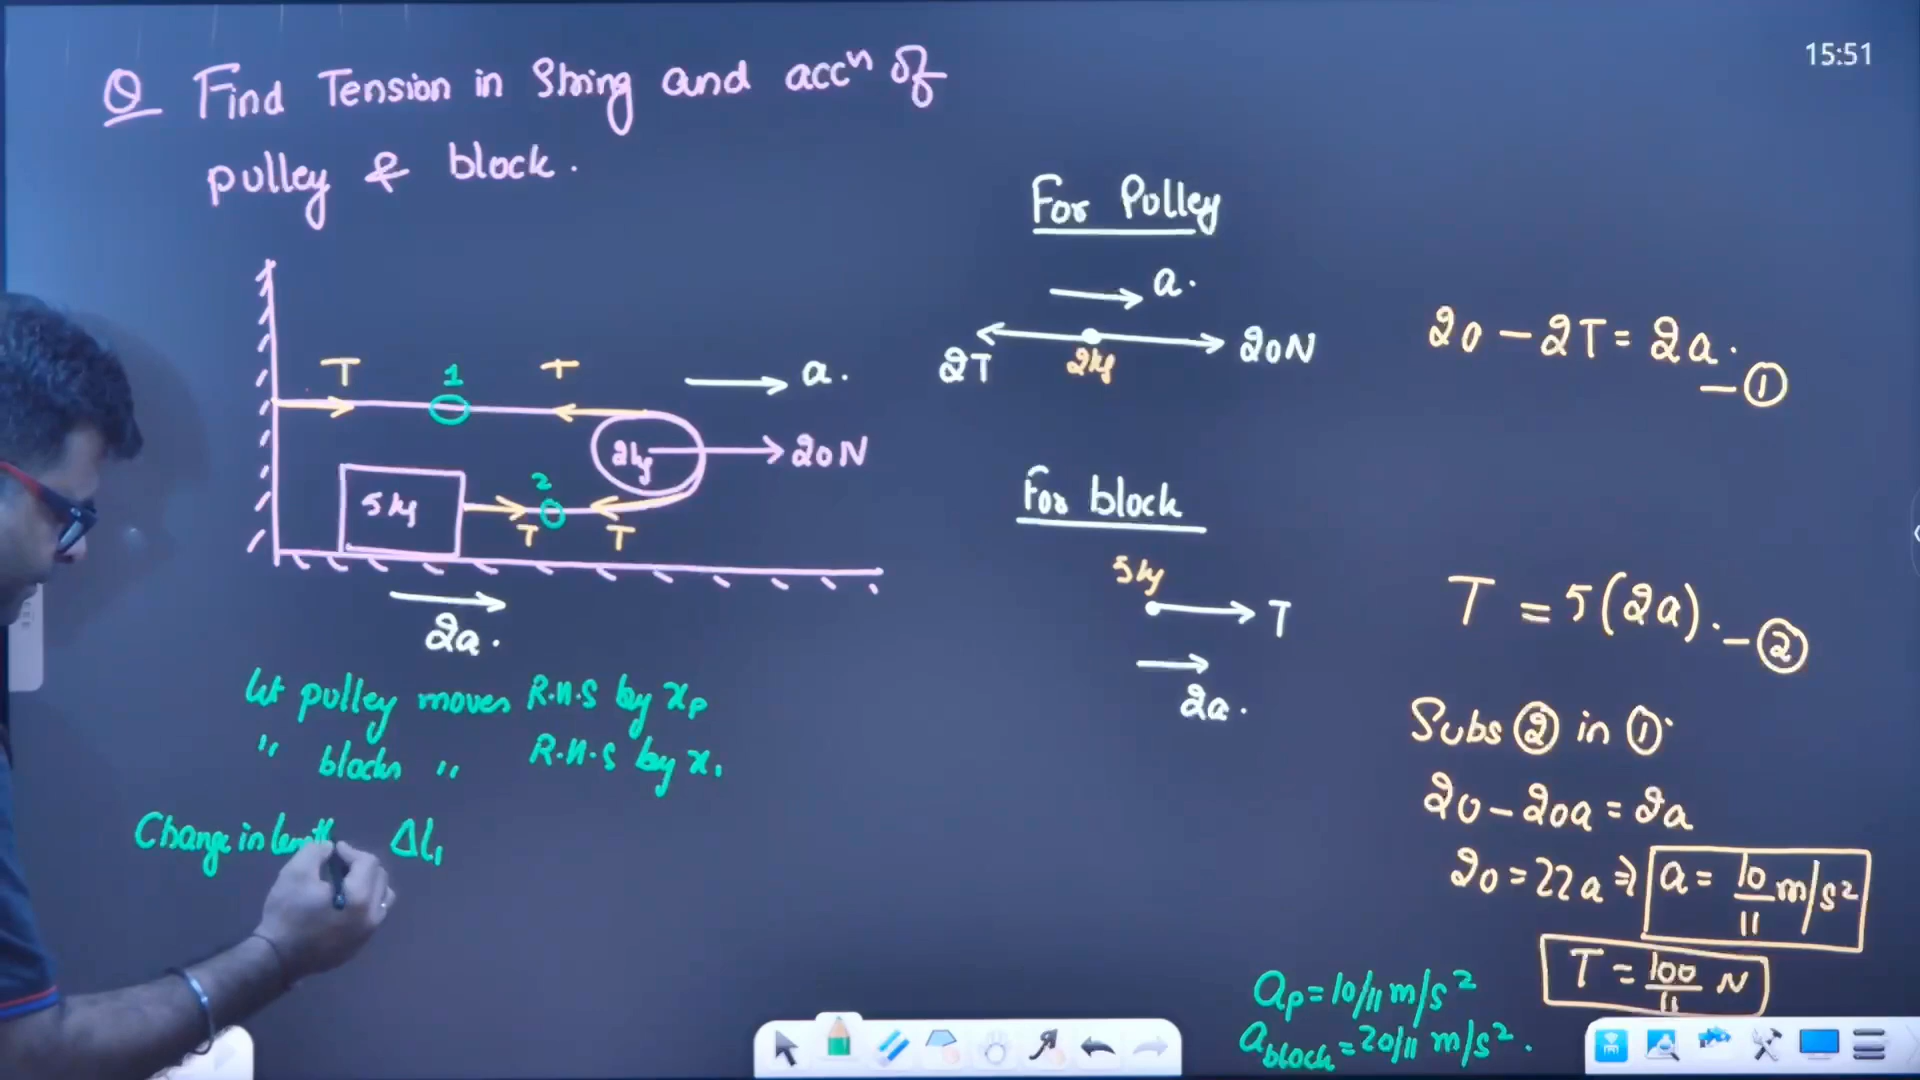 15:51
Q Find Tension in String and accⁿ of
pulley & block.
For Pulley
a.
2T
2kg
20N
20 - 2T = 2a. - ①
T
1
T
a.
2kg
20N
5kg
2
T
T
2a.
For block
5kg
T
2a.
T = 5(2a). - ②
let pulley moves R.H.S by xₚ
" blocks " R.H.S by x₁
Change in length Δl₁
Subs ② in ①
20 - 20a = 2a
20 = 22a ⇒ a = 10/11 m/s²
T = 100/11 N
aₚ = 10/11 m/s²
a_block = 20/11 m/s².